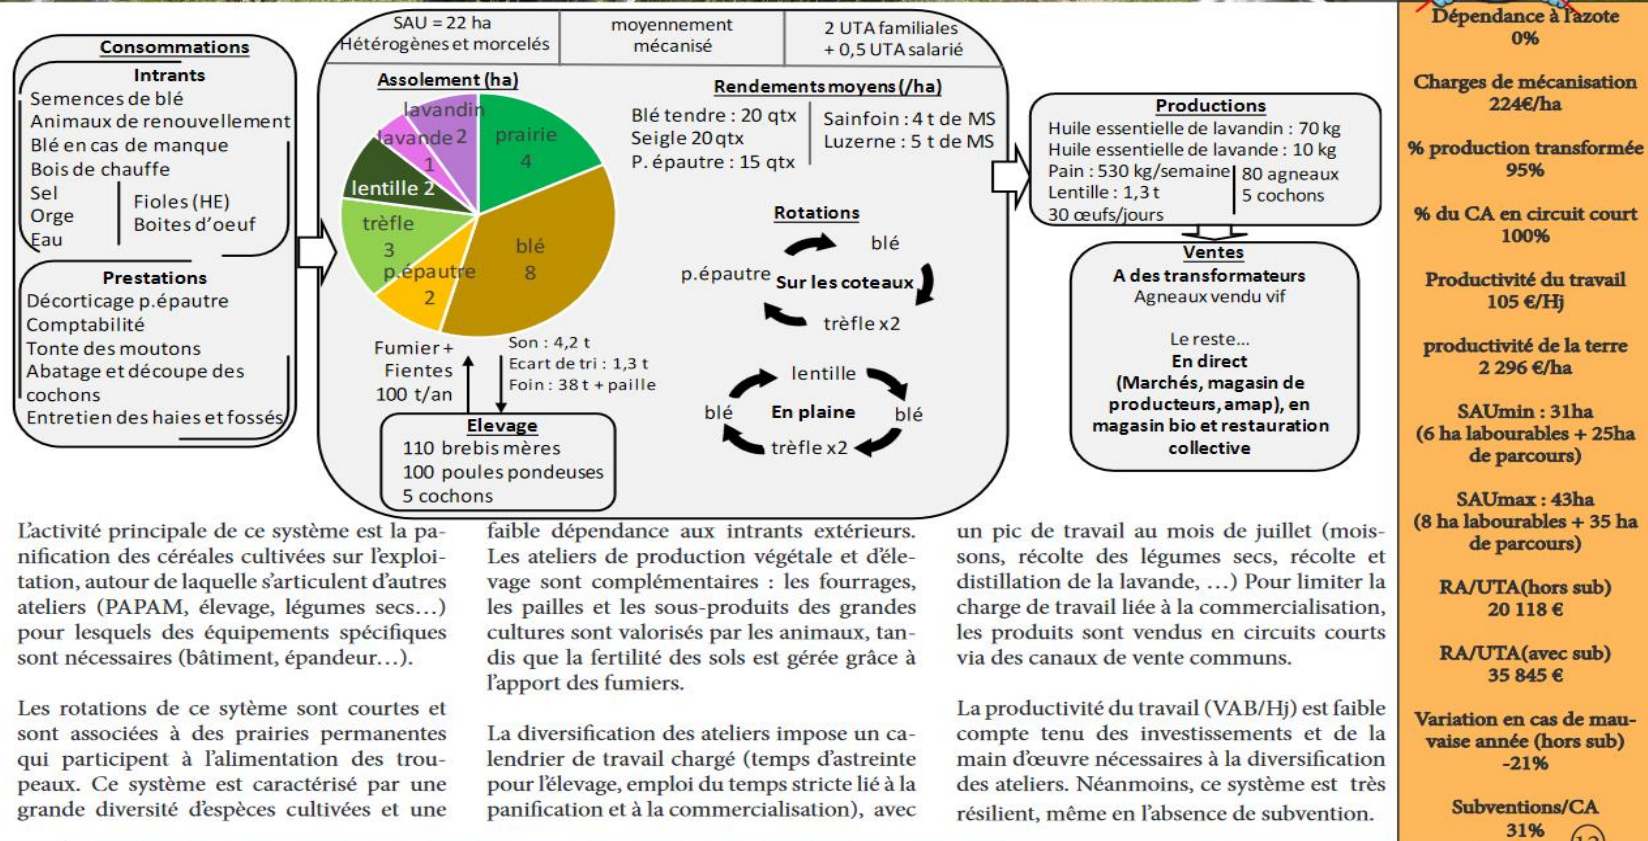 SAU = 22 ha
Hétérogènes et morcelés
moyennement
mécanisé
2 UTA familiales
+ 0,5 UTA salarié
Consommations
Intrants
Semences de blé
Animaux de renouvellement
Blé en cas de manque
Bois de chauffe
Sel
Orge
Eau
Fioles (HE)
Boites d'oeuf
Prestations
Décorticage p.épautre
Comptabilité
Tonte des moutons
Abatage et découpe des
cochons
Entretien des haies et fossés
Assolement (ha)
lavandin
2
lavande
1
prairie
4
lentille 2
trèfle
3
p.épautre
2
blé
8
Fumier +
Fientes
100 t/an
Son : 4,2 t
Ecart de tri : 1,3 t
Foin : 38 t + paille
Elevage
110 brebis mères
100 poules pondeuses
5 cochons
Rendements moyens (/ha)
Blé tendre : 20 qtx
Seigle 20 qtx
P. épautre : 15 qtx
Sainfoin : 4 t de MS
Luzerne : 5 t de MS
Rotations
blé
p.épautre
Sur les coteaux
trèfle x2
lentille
blé
En plaine
blé
trèfle x2
Productions
Huile essentielle de lavandin : 70 kg
Huile essentielle de lavande : 10 kg
Pain : 530 kg/semaine
Lentille : 1,3 t
30 œufs/jours
80 agneaux
5 cochons
Ventes
A des transformateurs
Agneaux vendu vif
Le reste...
En direct
(Marchés, magasin de
producteurs, amap), en
magasin bio et restauration
collective
L'activité principale de ce système est la pa-
nification des céréales cultivées sur l'exploi-
tation, autour de laquelle s'articulent d'autres
ateliers (PAPAM, élevage, légumes secs…)
pour lesquels des équipements spécifiques
sont nécessaires (bâtiment, épandeur…).
Les rotations de ce sytème sont courtes et
sont associées à des prairies permanentes
qui participent à l'alimentation des trou-
peaux. Ce système est caractérisé par une
grande diversité d'espèces cultivées et une
faible dépendance aux intrants extérieurs.
Les ateliers de production végétale et d'éle-
vage sont complémentaires : les fourrages,
les pailles et les sous-produits des grandes
cultures sont valorisés par les animaux, tan-
dis que la fertilité des sols est gérée grâce à
l'apport des fumiers.
La diversification des ateliers impose un ca-
lendrier de travail chargé (temps d'astreinte
pour l'élevage, emploi du temps stricte lié à la
panification et à la commercialisation), avec
un pic de travail au mois de juillet (mois-
sons, récolte des légumes secs, récolte et
distillation de la lavande, …) Pour limiter la
charge de travail liée à la commercialisation,
les produits sont vendus en circuits courts
via des canaux de vente communs.
La productivité du travail (VAB/Hj) est faible
compte tenu des investissements et de la
main d'œuvre nécessaires à la diversification
des ateliers. Néanmoins, ce système est très
résilient, même en l'absence de subvention.
Dépendance à l'azote
0%
Charges de mécanisation
224€/ha
% production transformée
95%
% du CA en circuit court
100%
Productivité du travail
105 €/Hj
productivité de la terre
2 296 €/ha
SAUmin : 31ha
(6 ha labourables + 25ha
de parcours)
SAUmax : 43ha
(8 ha labourables + 35 ha
de parcours)
RA/UTA(hors sub)
20 118 €
RA/UTA(avec sub)
35 845 €
Variation en cas de mau-
vaise année (hors sub)
-21%
Subventions/CA
31%